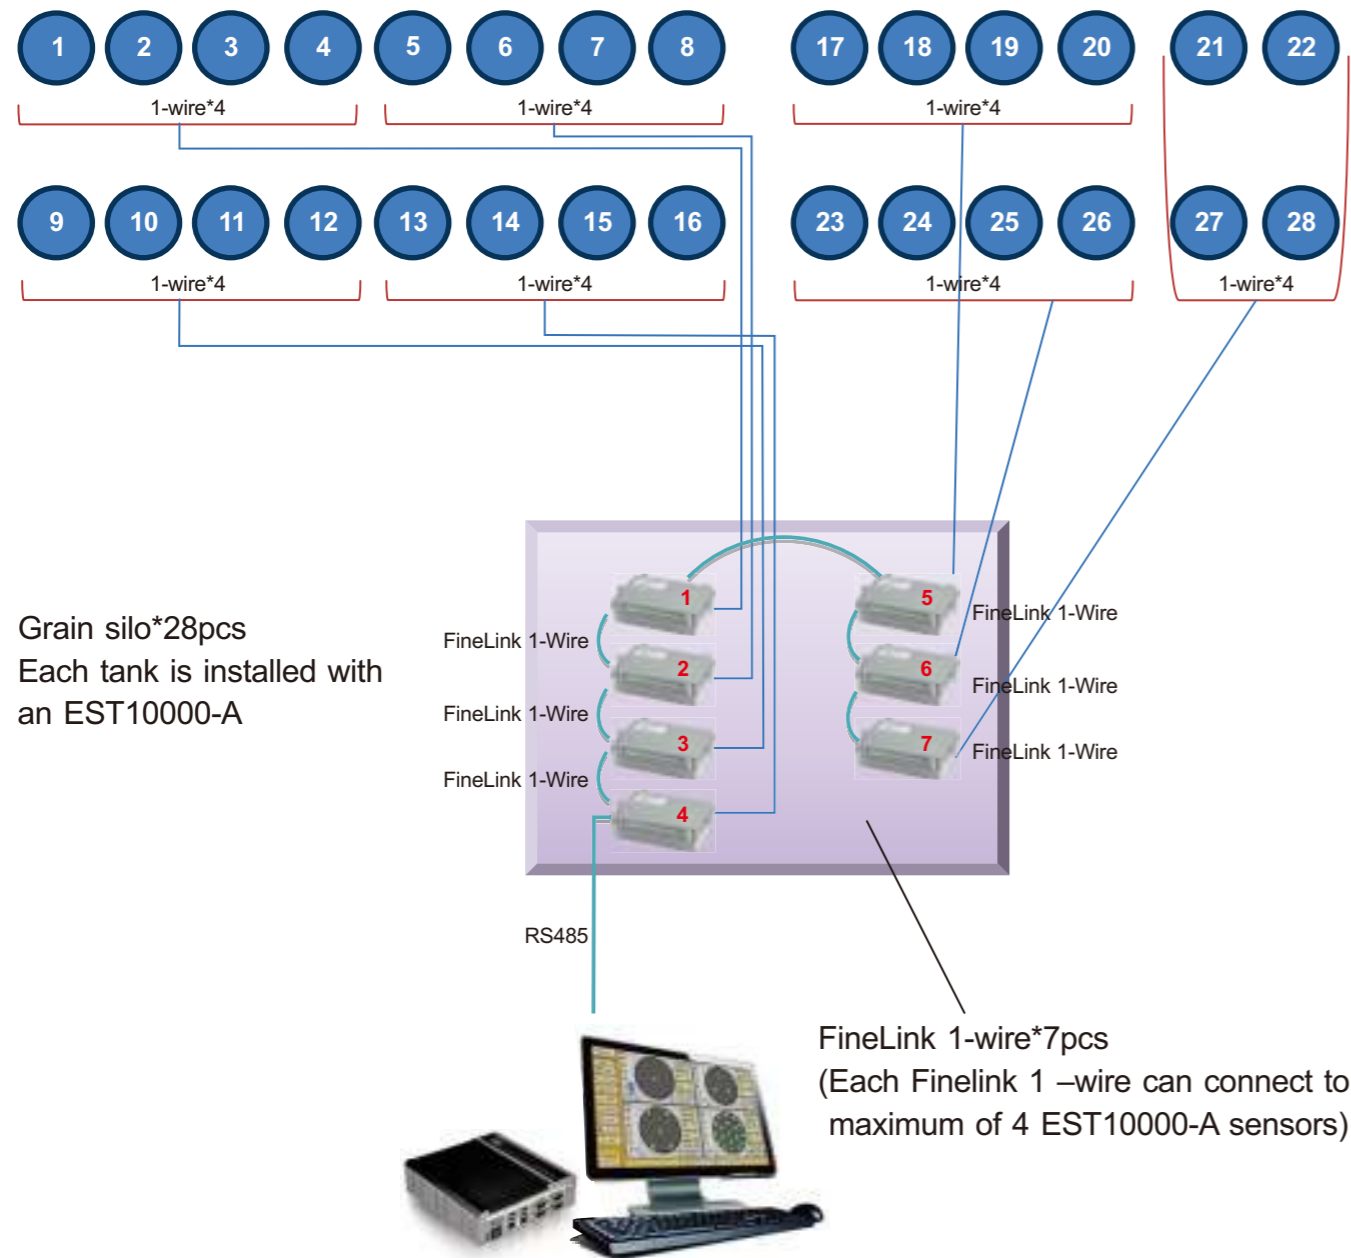 1 2 3 4 5 6 7 8 17 18 19 20 21 22
1-wire*4 1-wire*4 1-wire*4
9 10 11 12 13 14 15 16 23 24 25 26 27 28
1-wire*4 1-wire*4 1-wire*4 1-wire*4
Grain silo*28pcs
Each tank is installed with
an EST10000-A
1 5
FineLink 1-Wire FineLink 1-Wire
2 6
FineLink 1-Wire FineLink 1-Wire
3 7
FineLink 1-Wire FineLink 1-Wire
4
RS485
FineLink 1-wire*7pcs
(Each Finelink 1 –wire can connect to
maximum of 4 EST10000-A sensors)